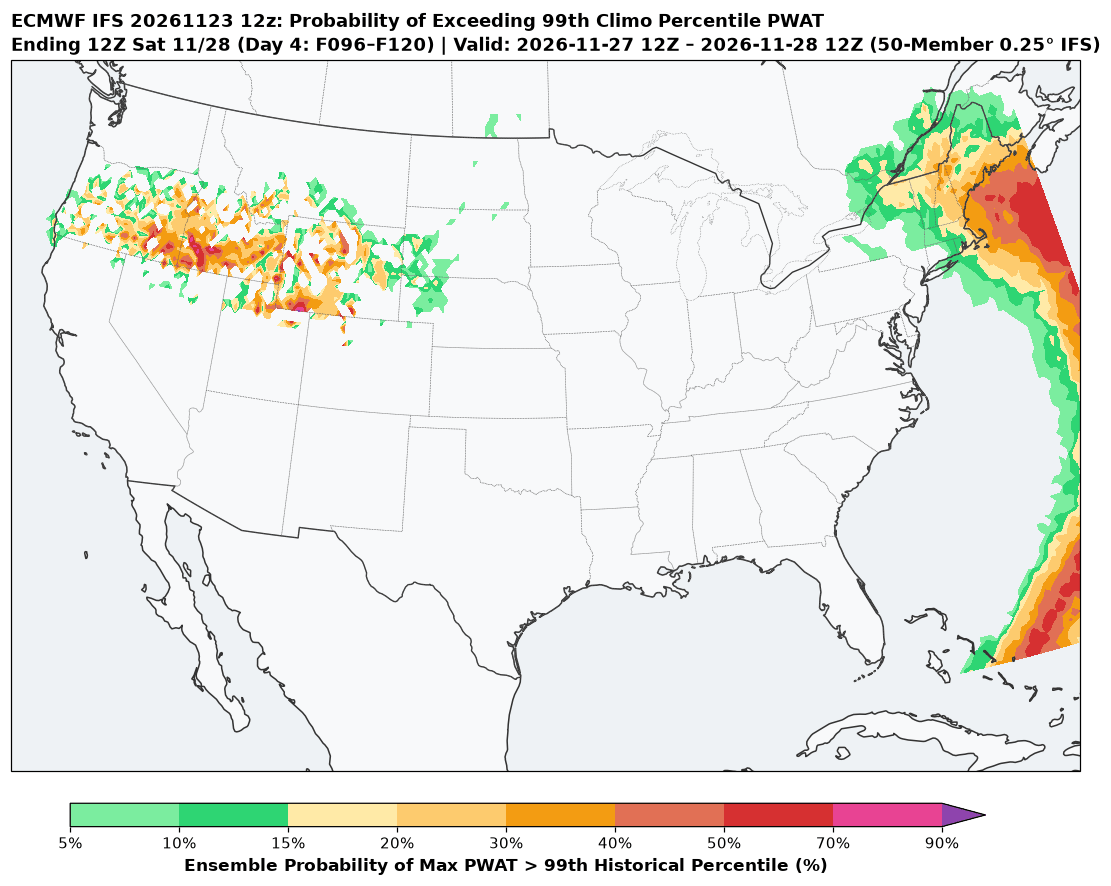 ECMWF IFS 20261123 12z: Probability of Exceeding 99th Climo Percentile PWAT
Ending 12Z Sat 11/28 (Day 4: F096–F120) | Valid: 2026-11-27 12Z – 2026-11-28 12Z (50-Member 0.25° IFS)
5% 10% 15% 20% 30% 40% 50% 70% 90%
Ensemble Probability of Max PWAT > 99th Historical Percentile (%)